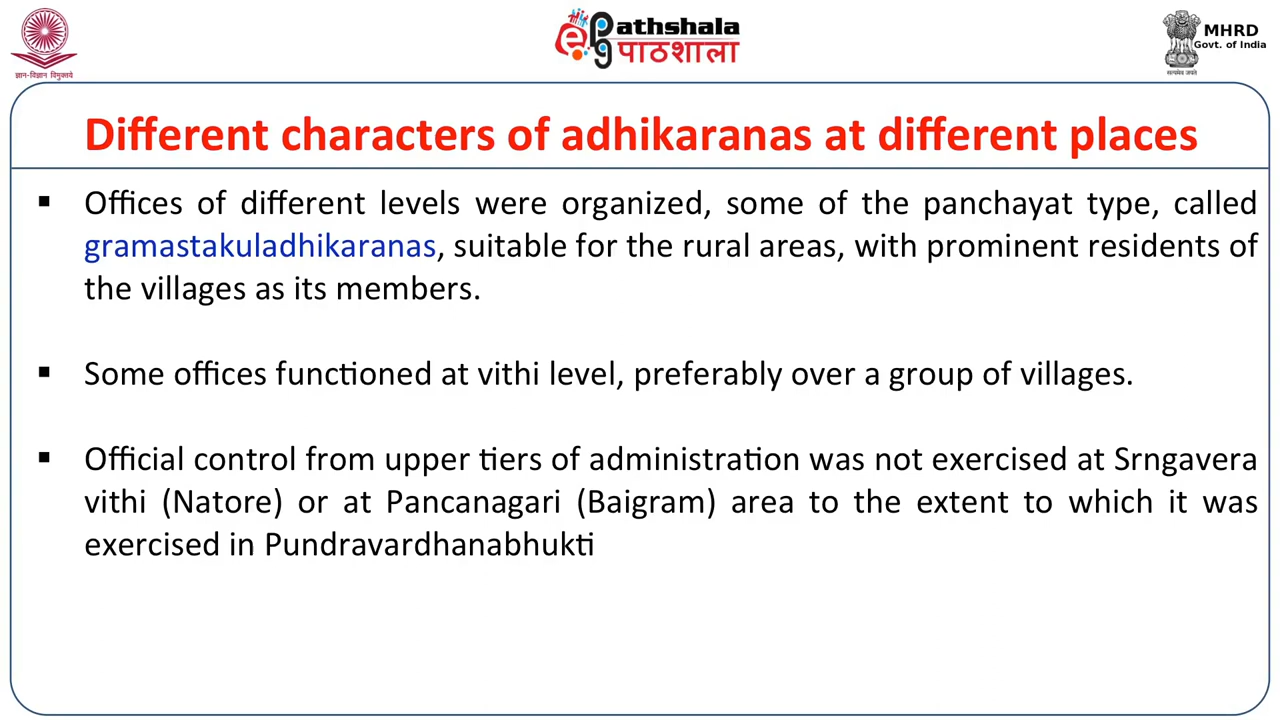 ज्ञान-विज्ञान विमुक्तये
ePg Pathshala
पाठशाला
MHRD
Govt. of India
सत्यमेव जयते
Different characters of adhikaranas at different places
▪ Offices of different levels were organized, some of the panchayat type, called
gramastakuladhikaranas, suitable for the rural areas, with prominent residents of
the villages as its members.
▪ Some offices functioned at vithi level, preferably over a group of villages.
▪ Official control from upper tiers of administration was not exercised at Srngavera
vithi (Natore) or at Pancanagari (Baigram) area to the extent to which it was
exercised in Pundravardhanabhukti